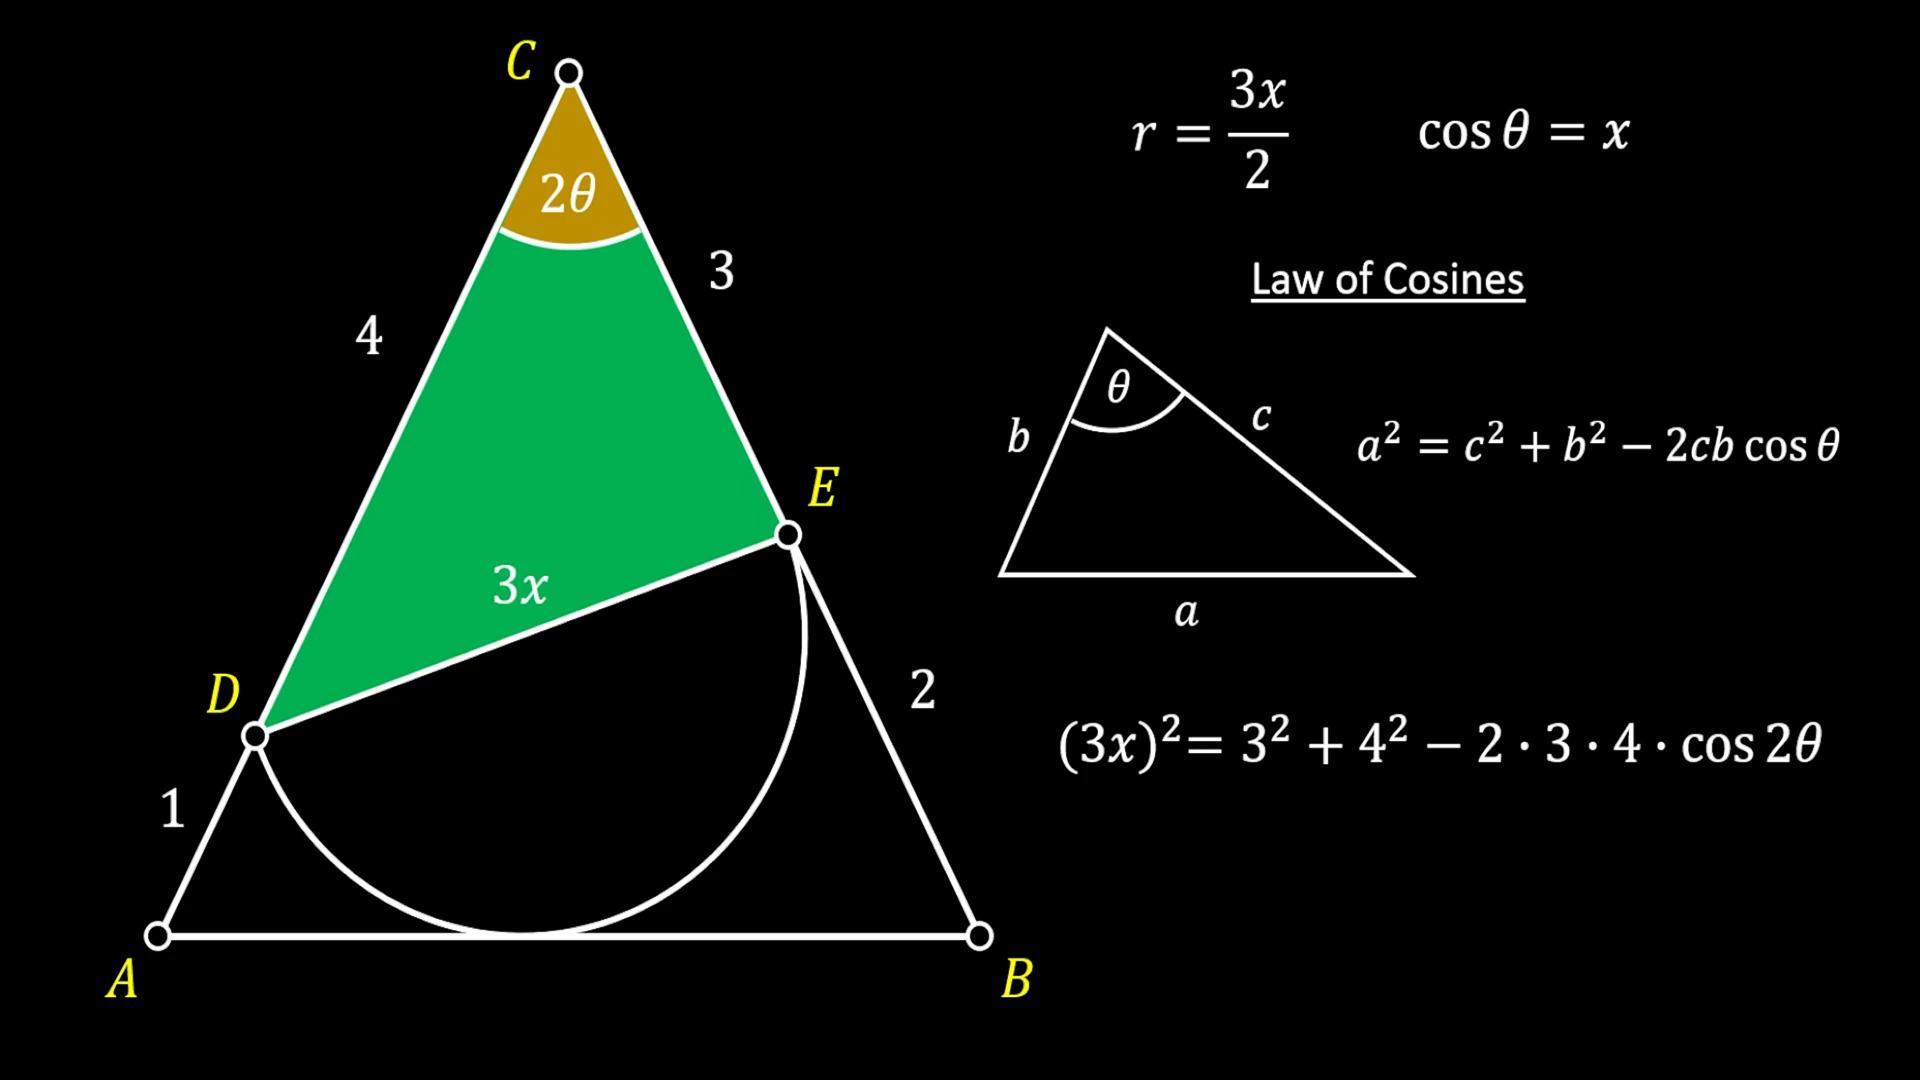 C
2θ
3
4
E
3x
D
2
1
A
B
r = 3x/2
cos θ = x
Law of Cosines
θ
b
c
a² = c² + b² − 2cb cos θ
a
(3x)² = 3² + 4² − 2 · 3 · 4 · cos 2θ